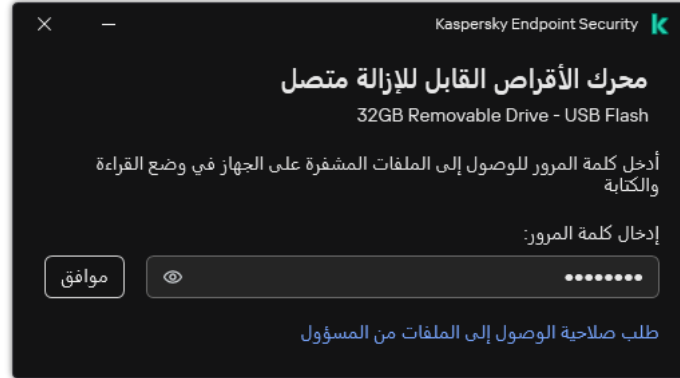 Kaspersky Endpoint Security
محرك الأقراص القابل للإزالة متصل
32GB Removable Drive - USB Flash
أدخل كلمة المرور للوصول إلى الملفات المشفرة على الجهاز في وضع القراءة
والكتابة
إدخال كلمة المرور:
••••••••
موافق
طلب صلاحية الوصول إلى الملفات من المسؤول